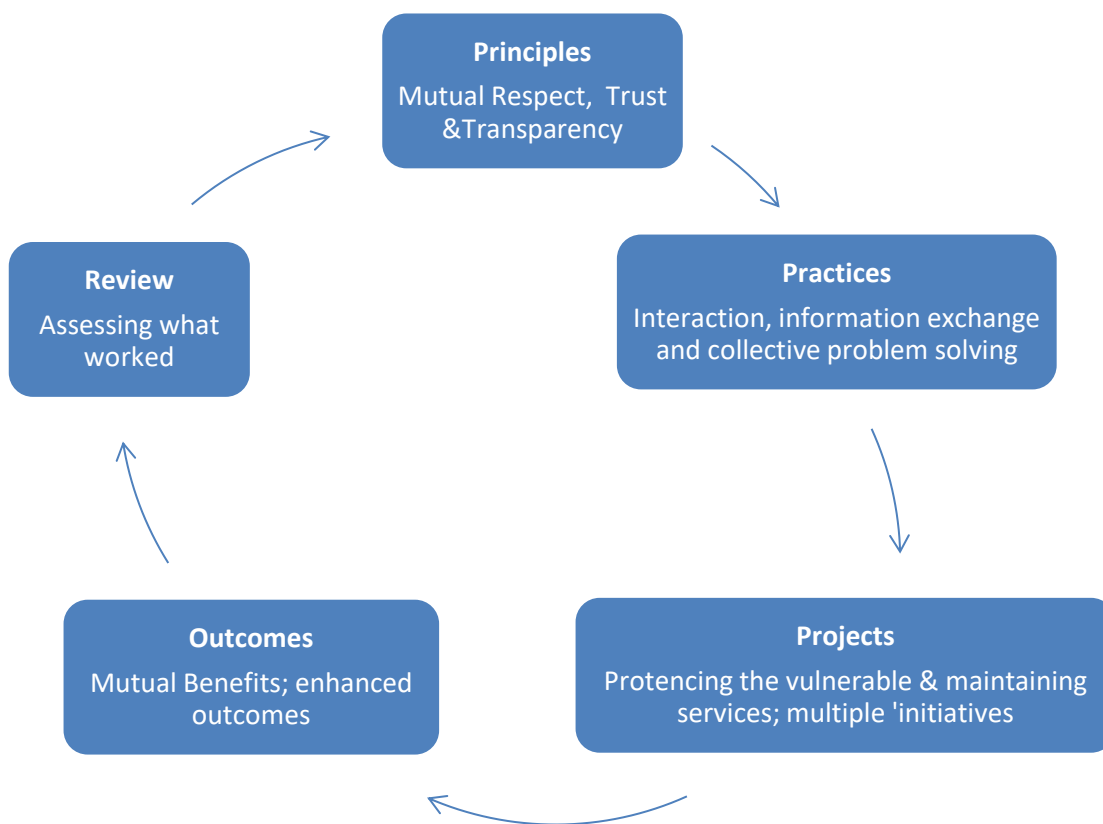 Principles
Mutual Respect, Trust
&Transparency
Practices
Interaction, information exchange
and collective problem solving
Projects
Protencing the vulnerable & maintaining
services; multiple 'initiatives
Outcomes
Mutual Benefits; enhanced
outcomes
Review
Assessing what
worked